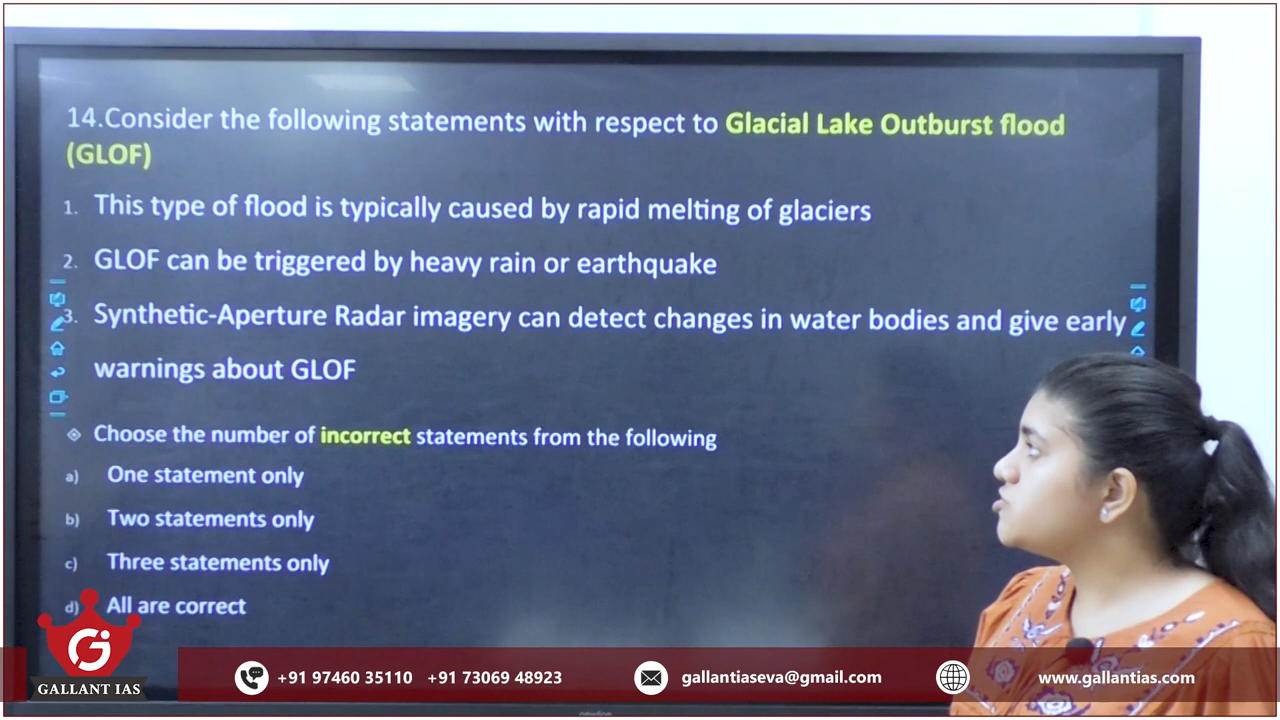 14.Consider the following statements with respect to Glacial Lake Outburst flood
(GLOF)
1. This type of flood is typically caused by rapid melting of glaciers
2. GLOF can be triggered by heavy rain or earthquake
3. Synthetic-Aperture Radar imagery can detect changes in water bodies and give early
warnings about GLOF
Choose the number of incorrect statements from the following
a) One statement only
b) Two statements only
c) Three statements only
d) All are correct
GI
GALLANT IAS
+91 97460 35110 +91 73069 48923
gallantiaseva@gmail.com
www.gallantias.com
newline